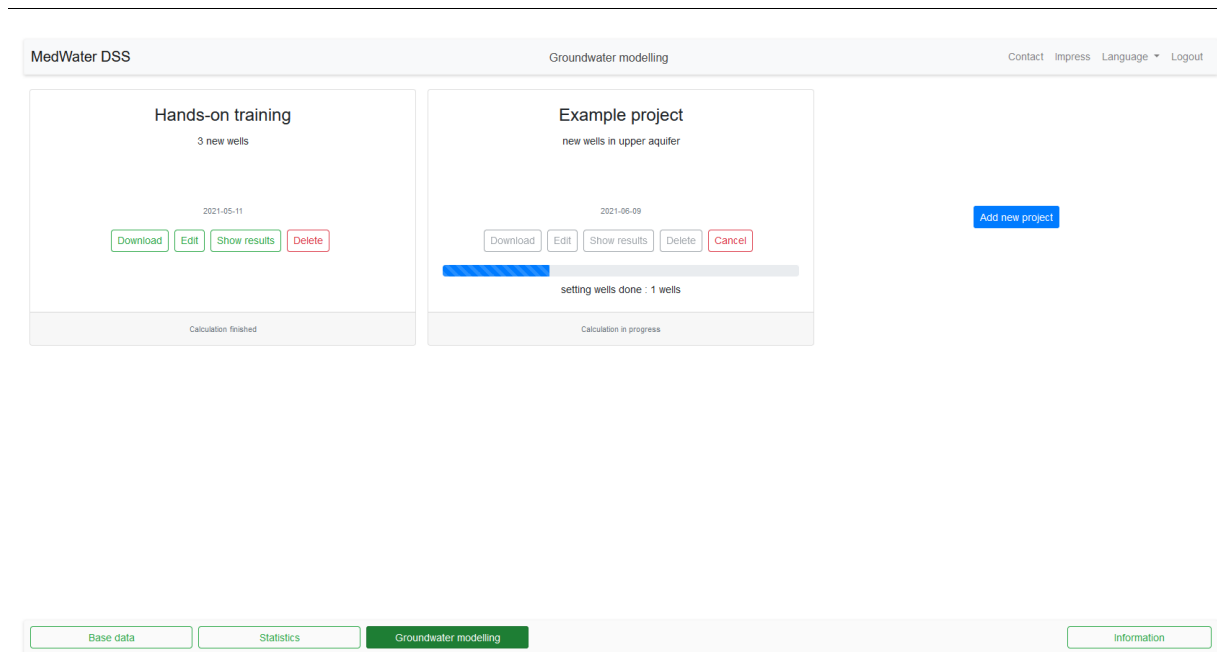 MedWater DSS
Groundwater modelling
Contact Impress Language Logout
Hands-on training
3 new wells
2021-05-11
Download Edit Show results Delete
Calculation finished
Example project
new wells in upper aquifer
2021-06-09
Download Edit Show results Delete Cancel
setting wells done : 1 wells
Calculation in progress
Add new project
Base data Statistics Groundwater modelling Information